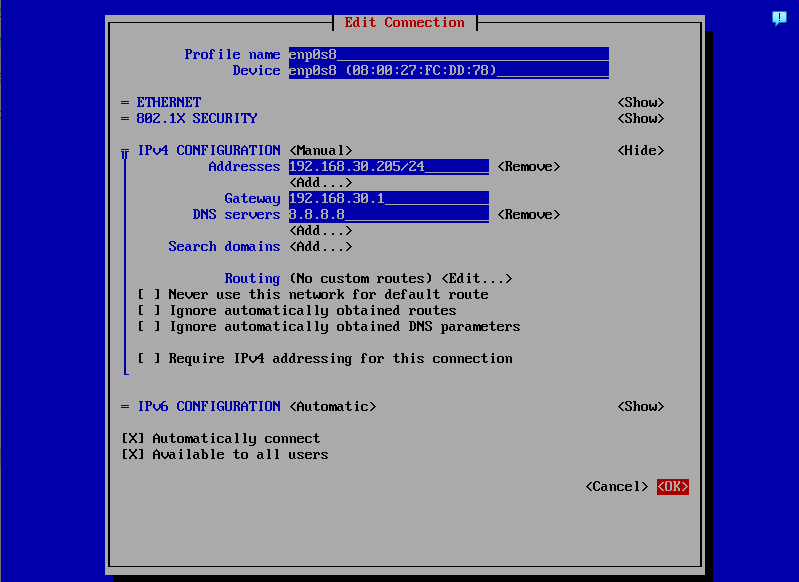 Edit Connection
Profile name enp0s8
Device enp0s8 (08:00:27:FC:DD:78)
= ETHERNET <Show>
= 802.1X SECURITY <Show>
= IPv4 CONFIGURATION <Manual> <Hide>
Addresses 192.168.30.205/24 <Remove>
<Add...>
Gateway 192.168.30.1
DNS servers 8.8.8.8 <Remove>
<Add...>
Search domains <Add...>
Routing (No custom routes) <Edit...>
[ ] Never use this network for default route
[ ] Ignore automatically obtained routes
[ ] Ignore automatically obtained DNS parameters
[ ] Require IPv4 addressing for this connection
= IPv6 CONFIGURATION <Automatic> <Show>
[X] Automatically connect
[X] Available to all users
<Cancel> <OK>